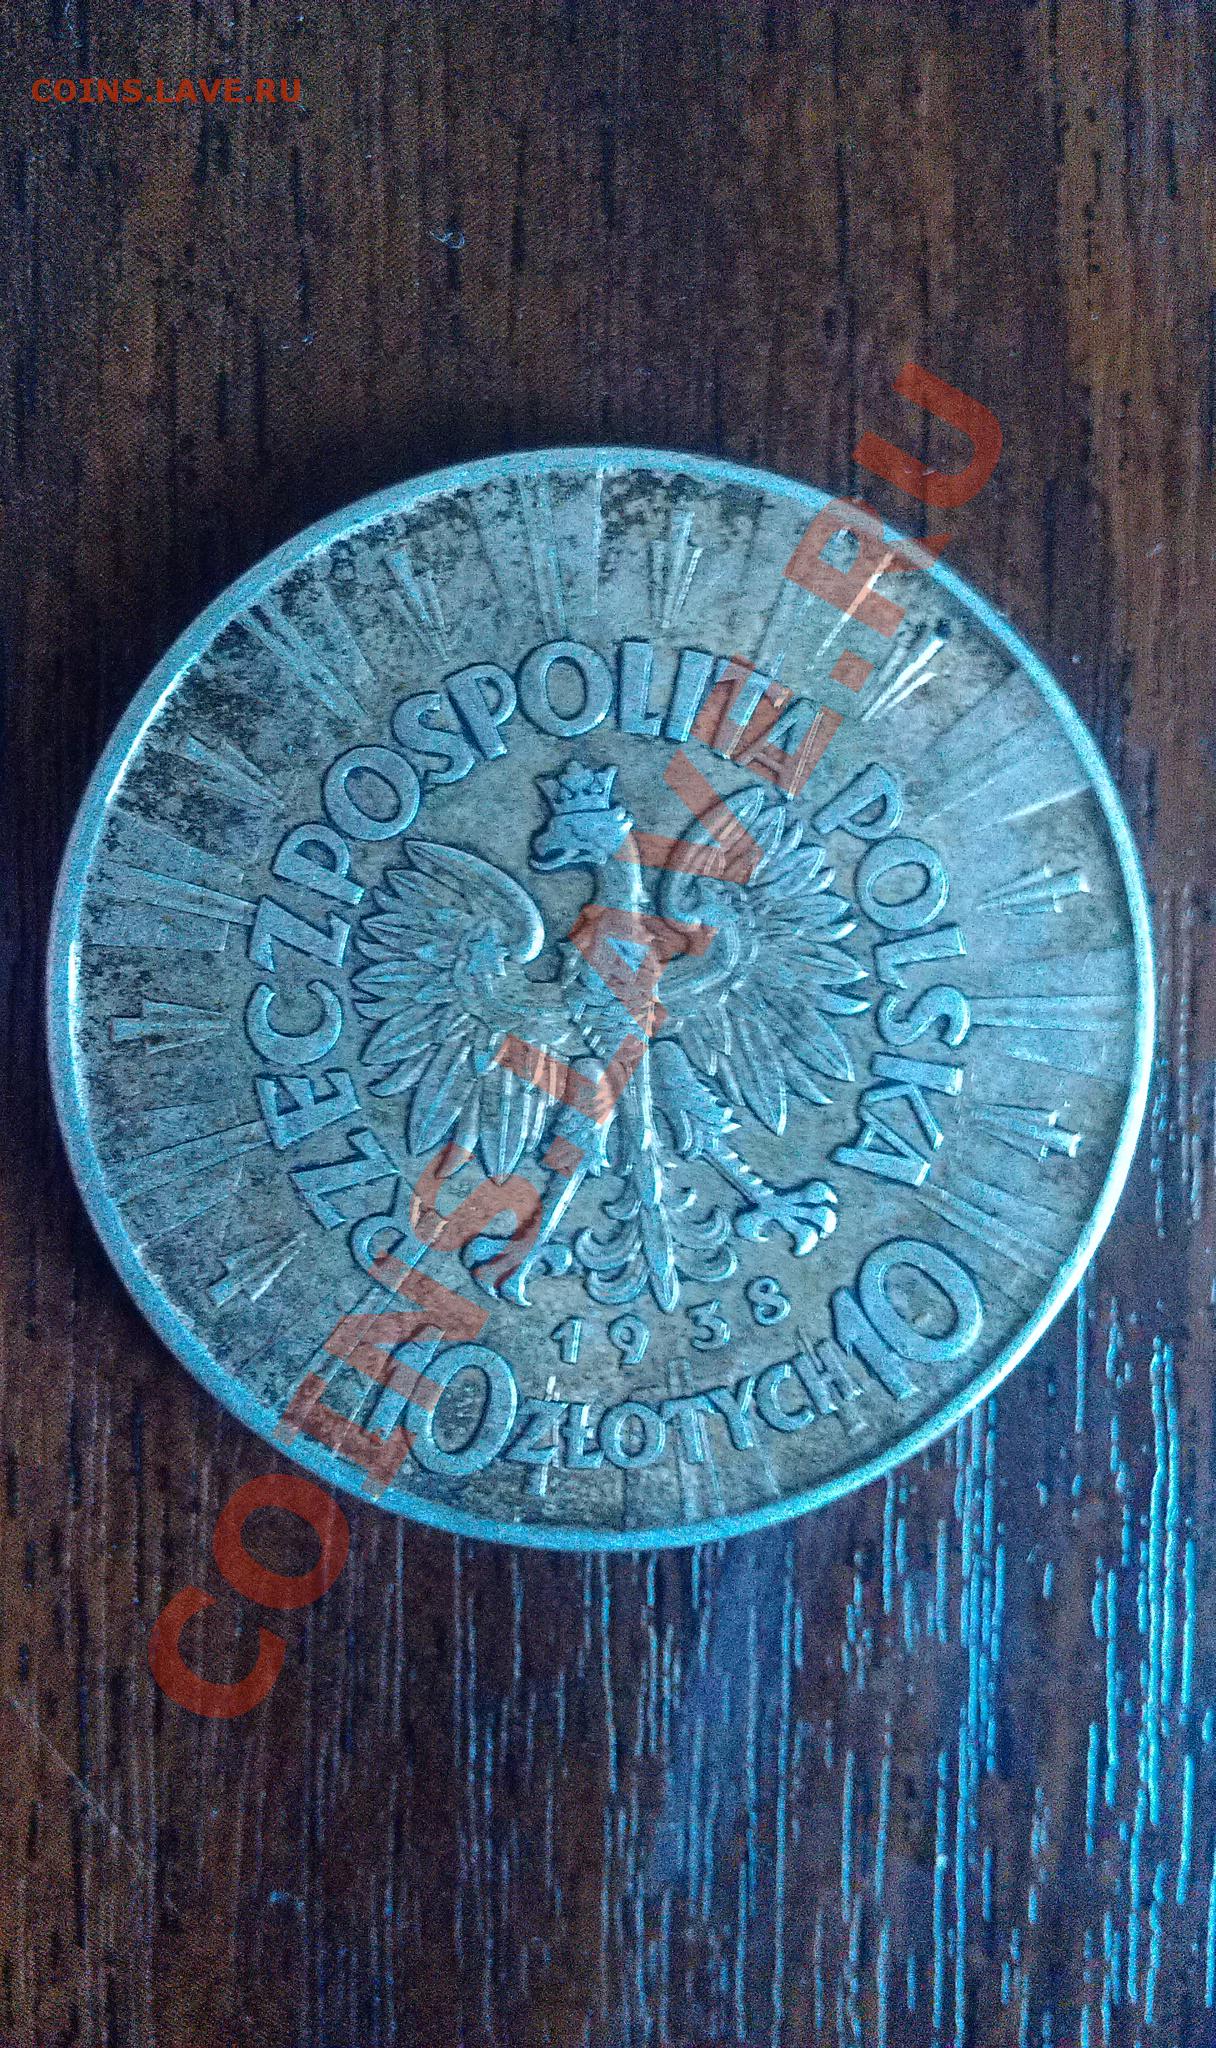 COINS.LAVE.RU
RZECZPOSPOLITA POLSKA
1938
10 ZŁOTYCH 10
COINS.LAVE.RU